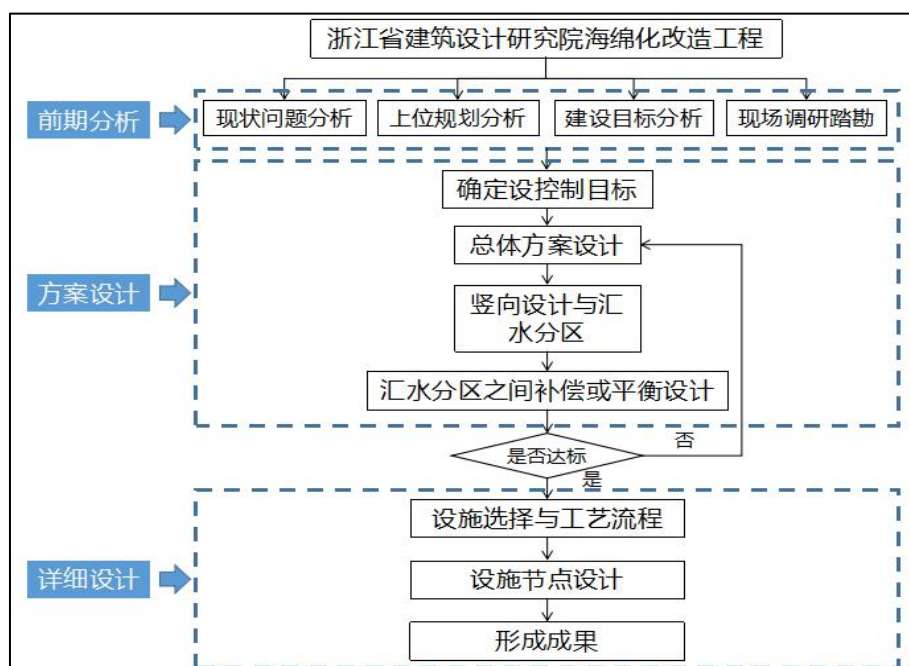 浙江省建筑设计研究院海绵化改造工程
前期分析
现状问题分析
上位规划分析
建设目标分析
现场调研踏勘
方案设计
确定设控制目标
总体方案设计
竖向设计与汇
水分区
汇水分区之间补偿或平衡设计
是否达标
否
是
详细设计
设施选择与工艺流程
设施节点设计
形成成果